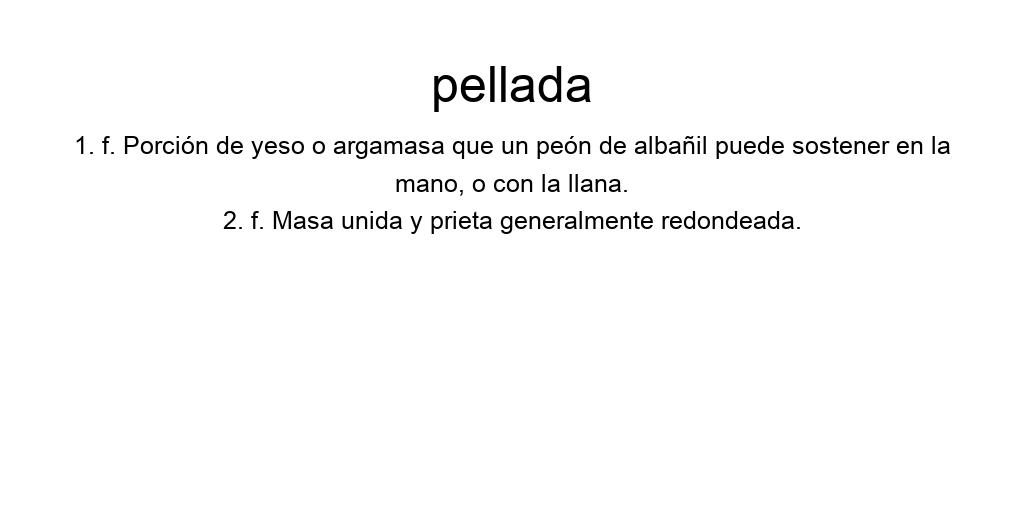 pellada
1. f. Porción de yeso o argamasa que un peón de albañil puede sostener en la
mano, o con la llana.
2. f. Masa unida y prieta generalmente redondeada.